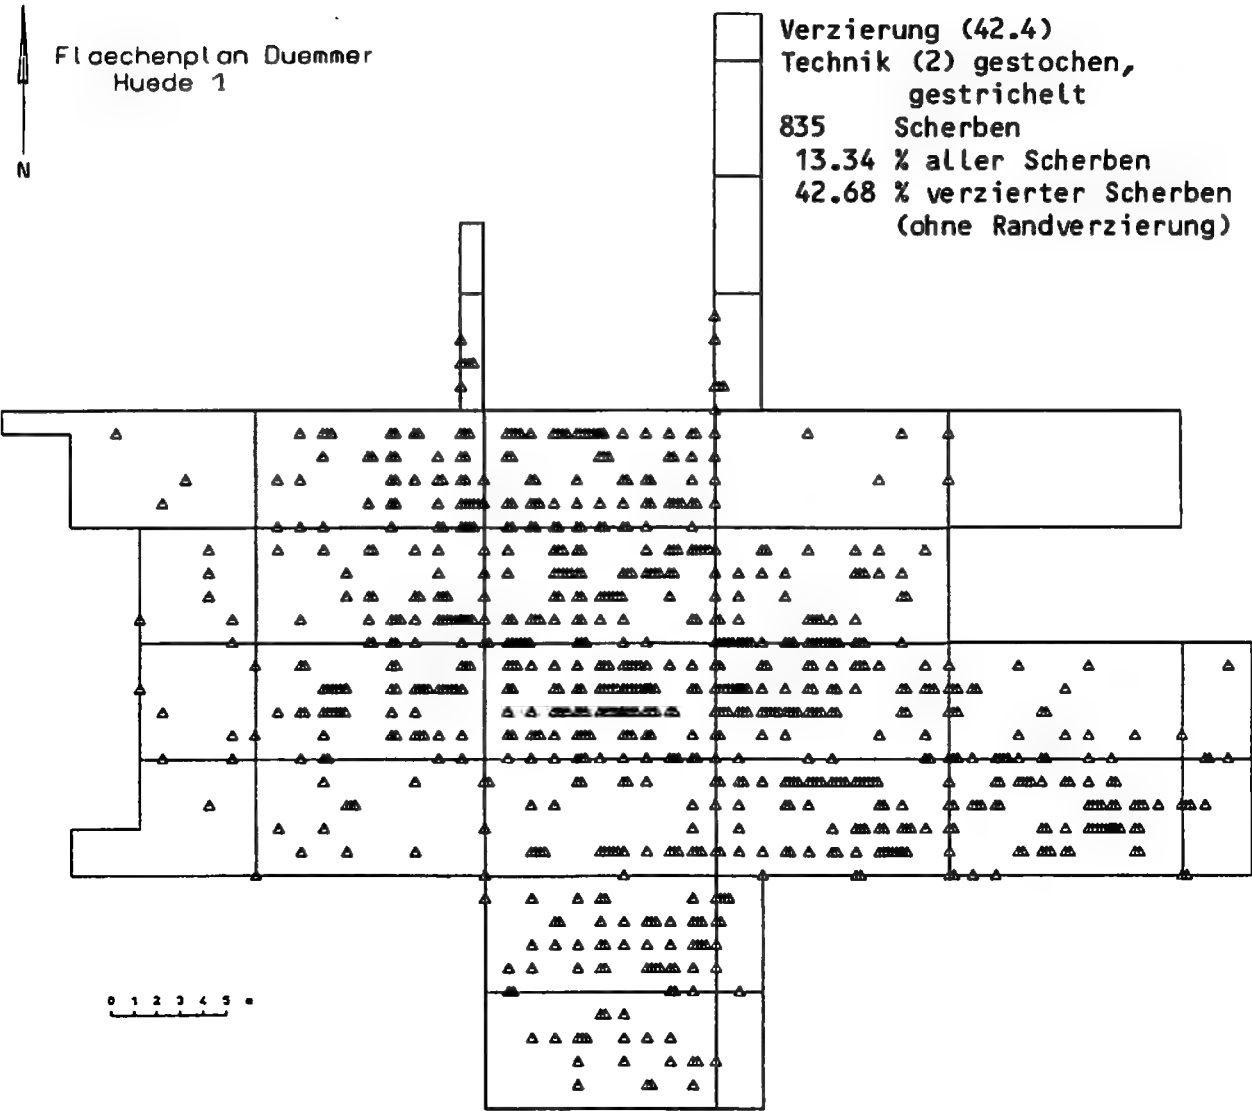 Flaechenplan Duemmer
Huede 1
N
Verzierung (42.4)
Technik (2) gestochen,
gestrichelt
835 Scherben
13.34 % aller Scherben
42.68 % verzierter Scherben
(ohne Randverzierung)
0 1 2 3 4 5 m